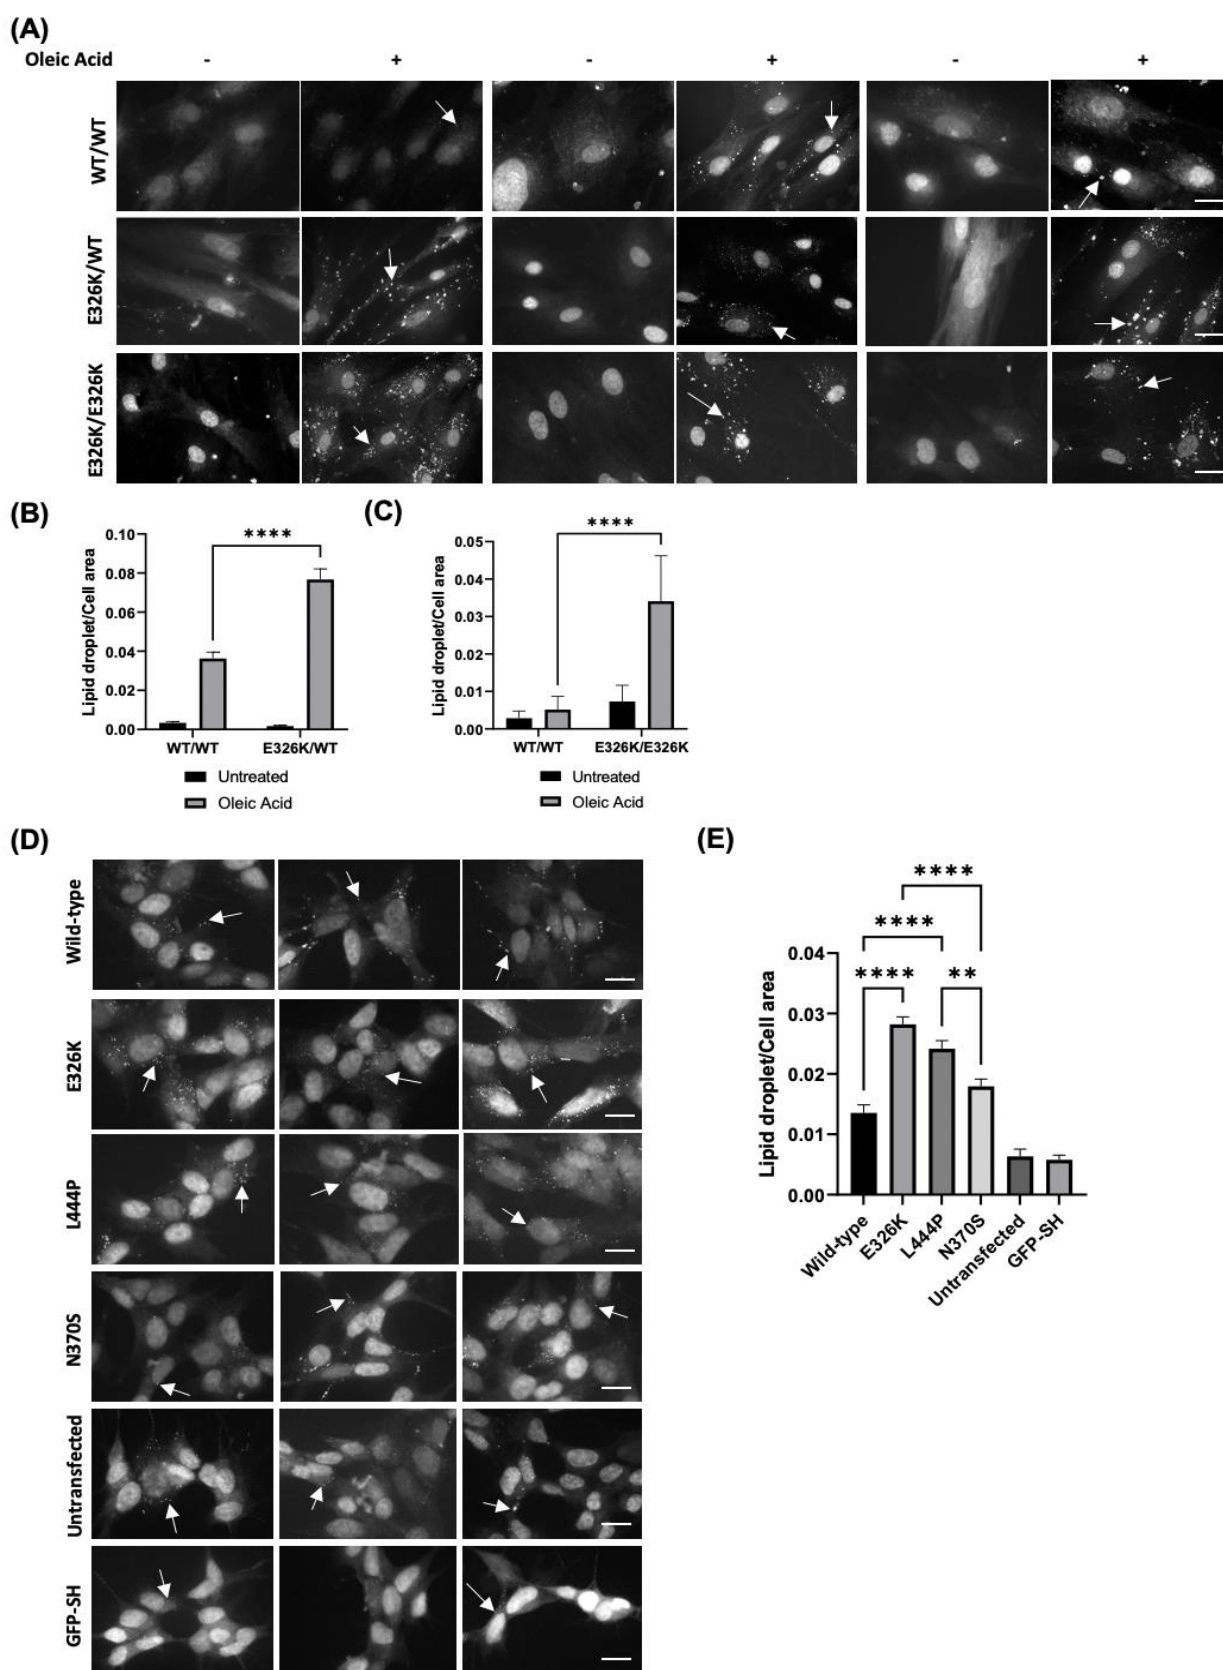 (A)
Oleic Acid - + - + - +
WT/WT
E326K/WT
E326K/E326K
(B)
****
Lipid droplet/Cell area
0.10
0.08
0.06
0.04
0.02
0.00
WT/WT E326K/WT
Untreated
Oleic Acid
(C)
****
Lipid droplet/Cell area
0.05
0.04
0.03
0.02
0.01
0.00
WT/WT E326K/E326K
Untreated
Oleic Acid
(D)
Wild-type
E326K
L444P
N370S
Untransfected
GFP-SH
(E)
****
****
**** **
Lipid droplet/Cell area
0.04
0.03
0.02
0.01
0.00
Wild-type
E326K
L444P
N370S
Untransfected
GFP-SH